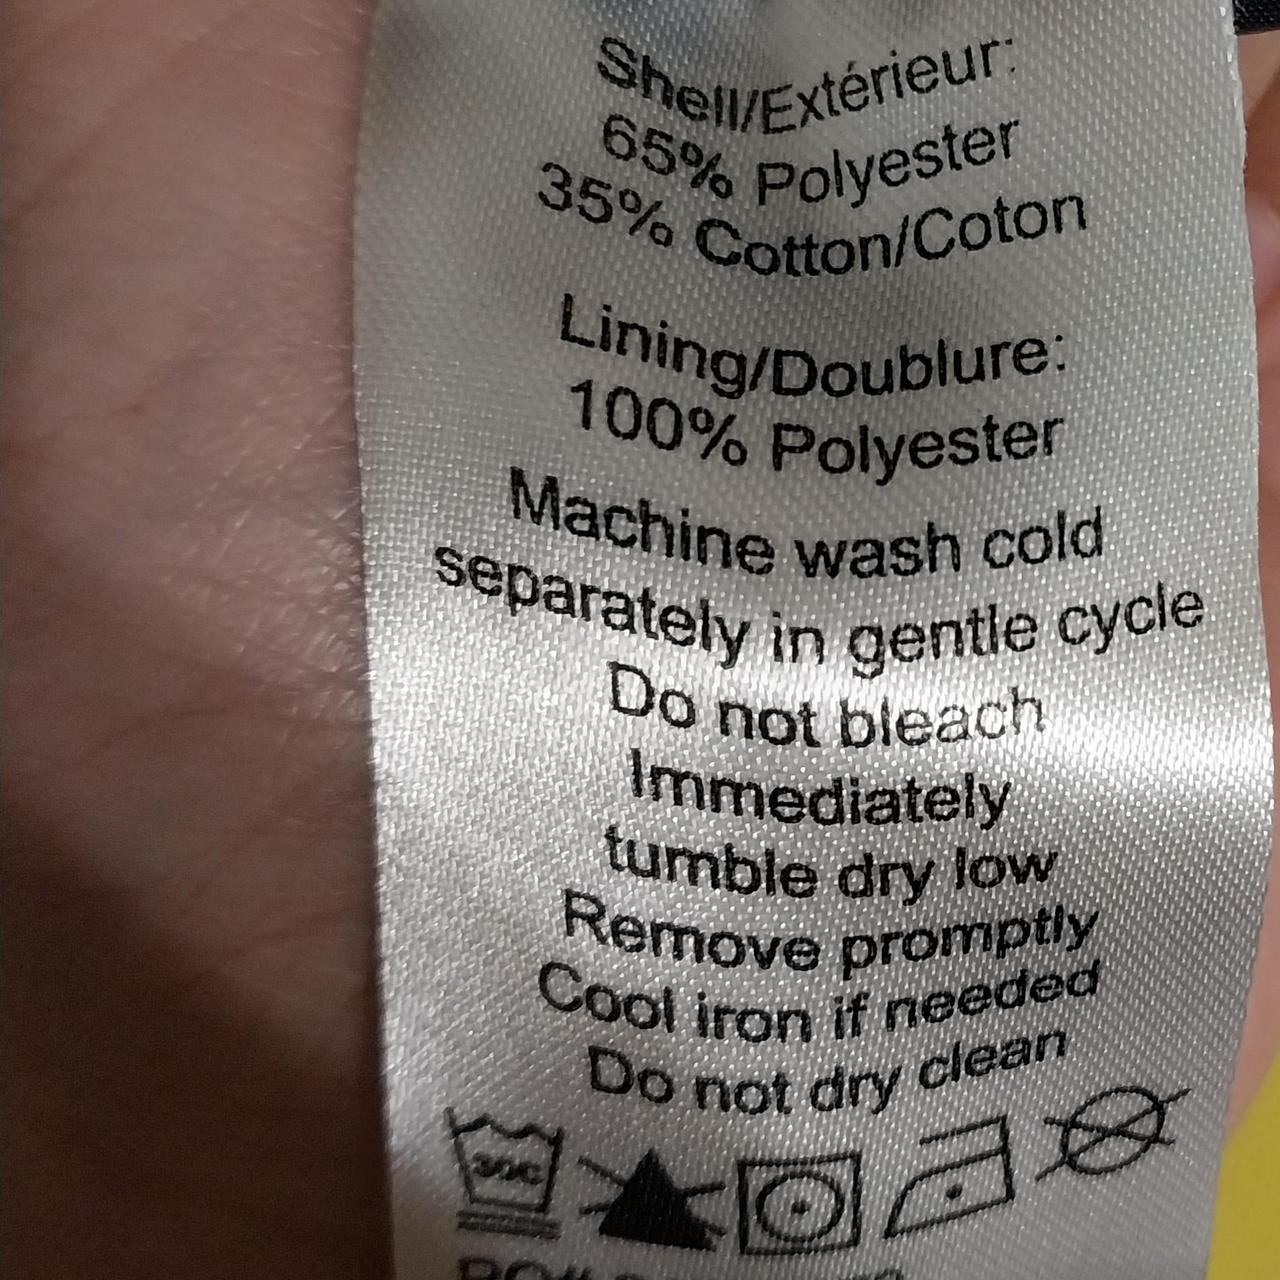 Shell/Extérieur:
65% Polyester
35% Cotton/Coton
Lining/Doublure:
100% Polyester
Machine wash cold
separately in gentle cycle
Do not bleach
Immediately
tumble dry low
Remove promptly
Cool iron if needed
Do not dry clean
30C